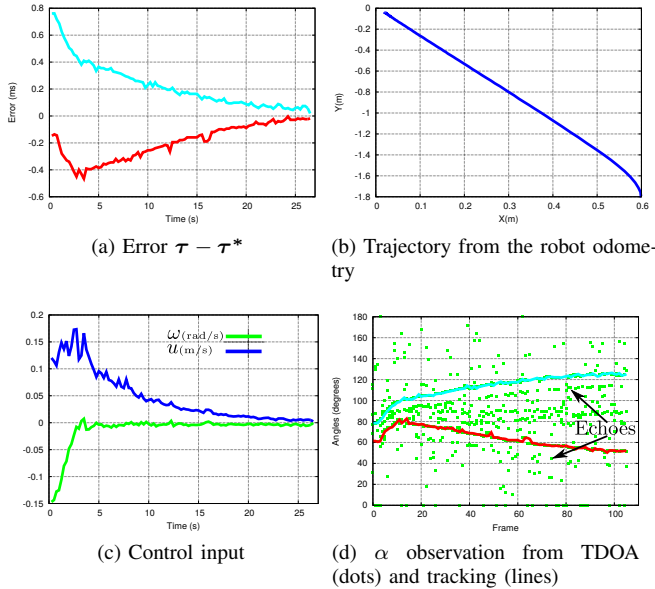 0.8
0.6
0.4
0.2
0
-0.2
-0.4
-0.6
Error (ms)
0 5 10 15 20 25
Time (s)
(a) Error τ − τ*
0
-0.2
-0.4
-0.6
-0.8
-1
-1.2
-1.4
-1.6
-1.8
Y(m)
0 0.1 0.2 0.3 0.4 0.5 0.6
X(m)
(b) Trajectory from the robot odome-
try
0.2
0.15
0.1
0.05
0
-0.05
-0.1
-0.15
ω(rad/s)
u(m/s)
0 5 10 15 20 25
Time (s)
(c) Control input
180
160
140
120
100
80
60
40
20
0
Angles (degrees)
Echoes
0 20 40 60 80 100
Frame
(d) α observation from TDOA
(dots) and tracking (lines)